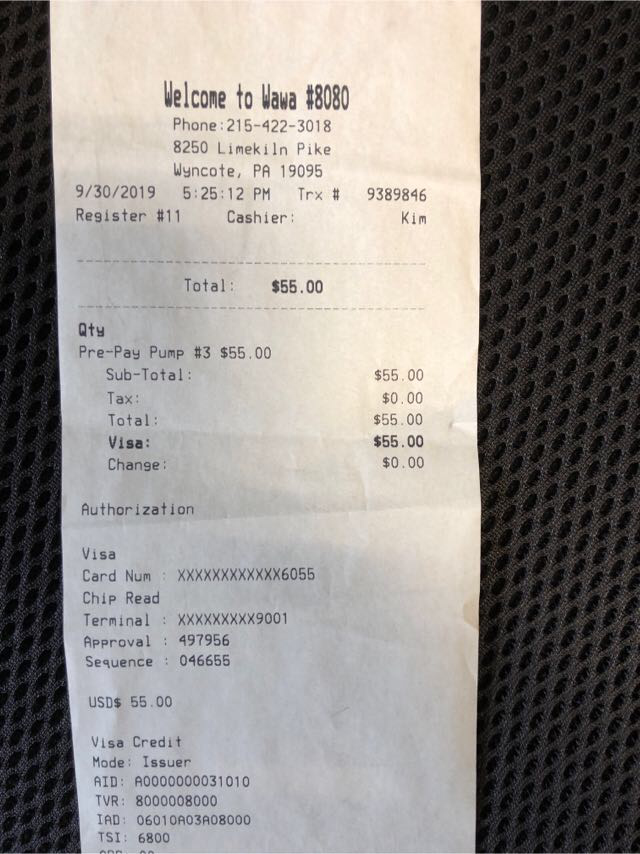 Welcome to Wawa #8080
Phone:215-422-3018
8250 Limekiln Pike
Wyncote, PA 19095
9/30/2019 5:25:12 PM Trx # 9389846
Register #11 Cashier: Kim
Total: $55.00
Qty
Pre-Pay Pump #3 $55.00
Sub-Total: $55.00
Tax: $0.00
Total: $55.00
Visa: $55.00
Change: $0.00
Authorization
Visa
Card Num : XXXXXXXXXXXX6055
Chip Read
Terminal : XXXXXXXXX9001
Approval : 497956
Sequence : 046655
USD$ 55.00
Visa Credit
Mode: Issuer
AID: A0000000031010
TVR: 8000008000
IAD: 06010A03A08000
TSI: 6800